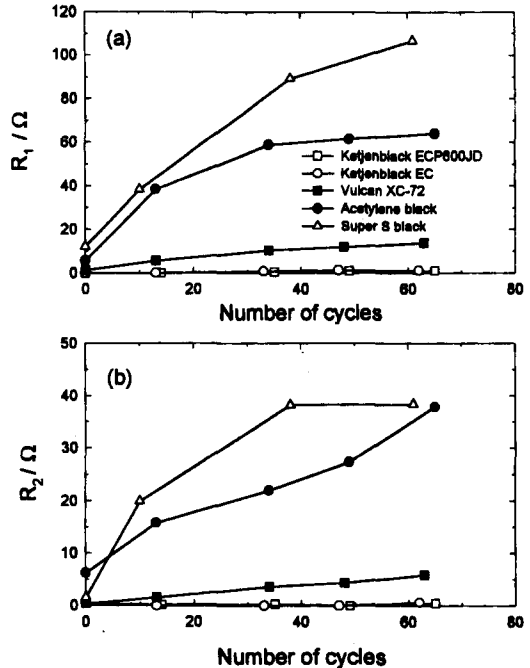 (a)
120
100
80
60
40
20
0
R1 / Ω
Ketjenblack ECP600JD
Ketjenblack EC
Vulcan XC-72
Acetylene black
Super S black
0 20 40 60 80
Number of cycles
(b)
50
40
30
20
10
0
R2 / Ω
0 20 40 60 80
Number of cycles